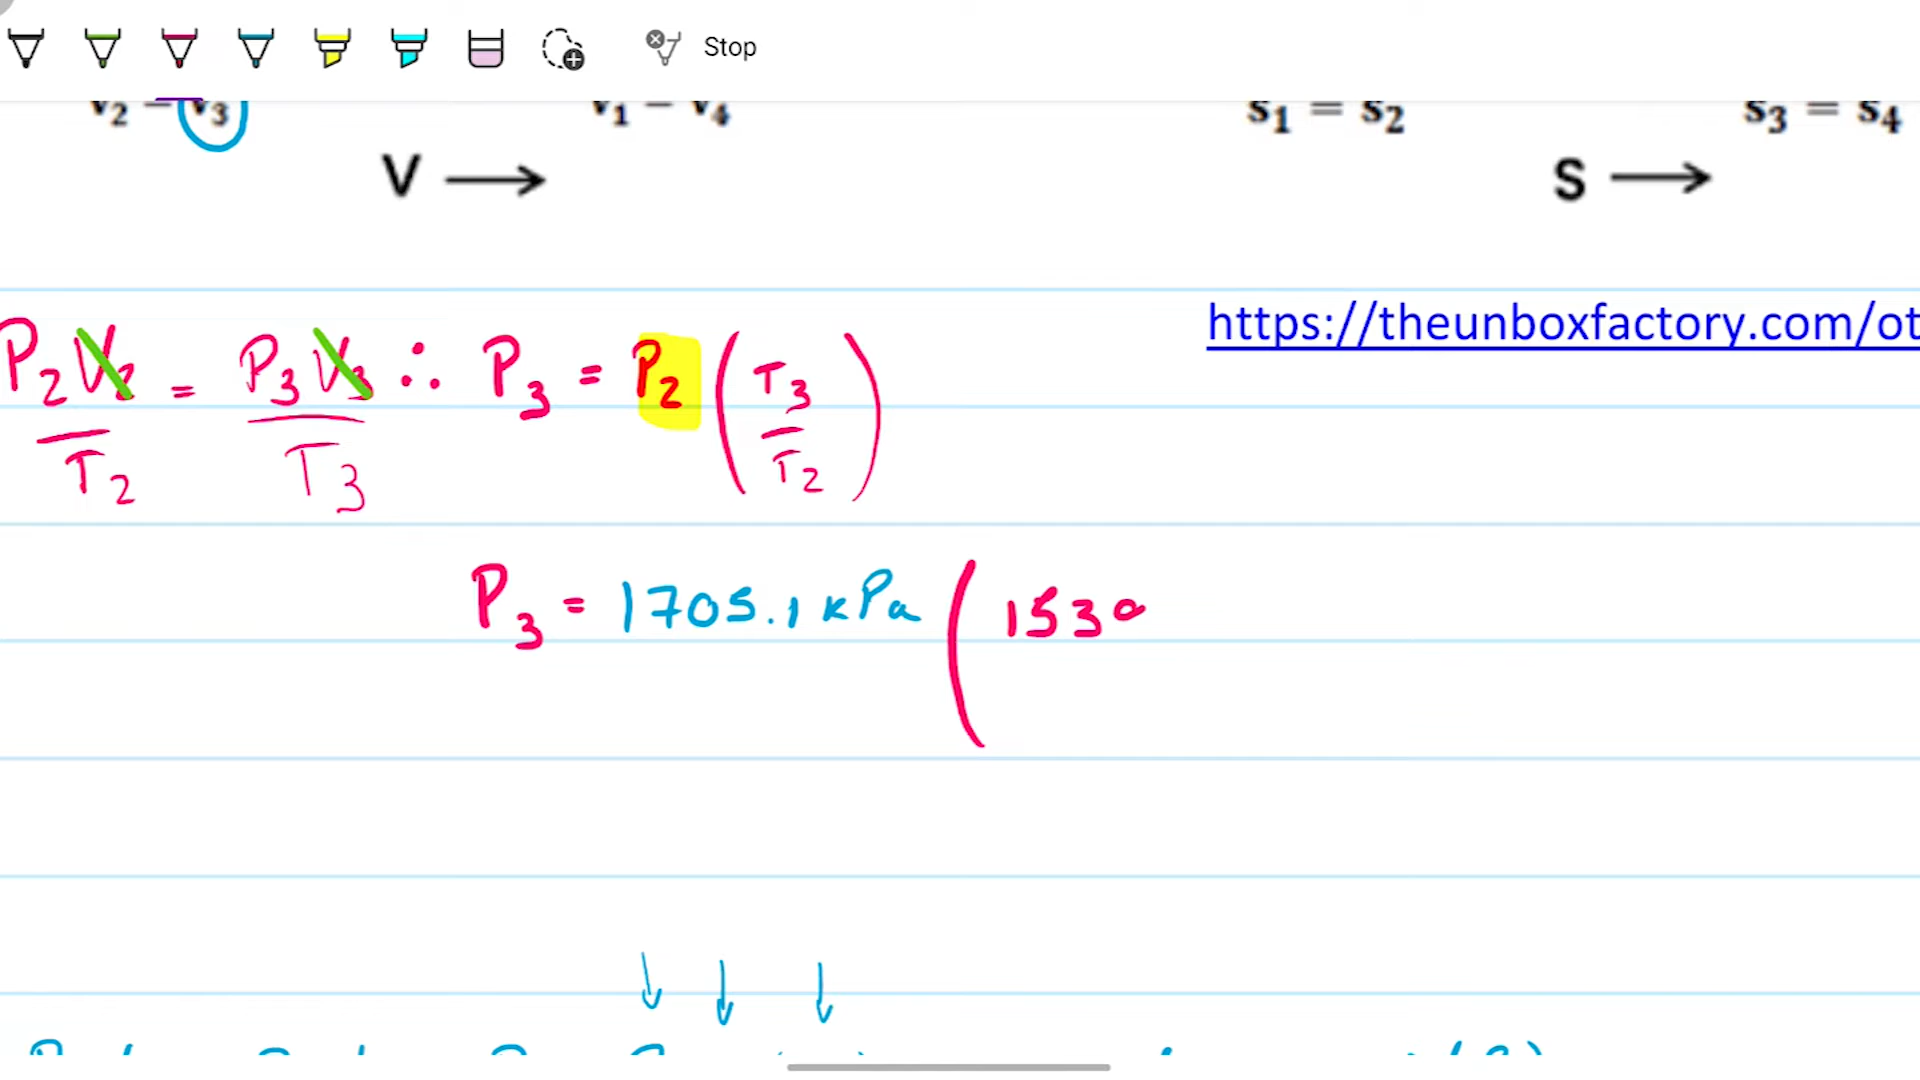 Stop
v2 = v3 v1 = v4 s1 = s2 s3 = s4
V → S →
https://theunboxfactory.com/ot
P2V2/T2 = P3V3/T3 ∴ P3 = P2 (T3/T2)
P3 = 1705.1 kPa ( 153